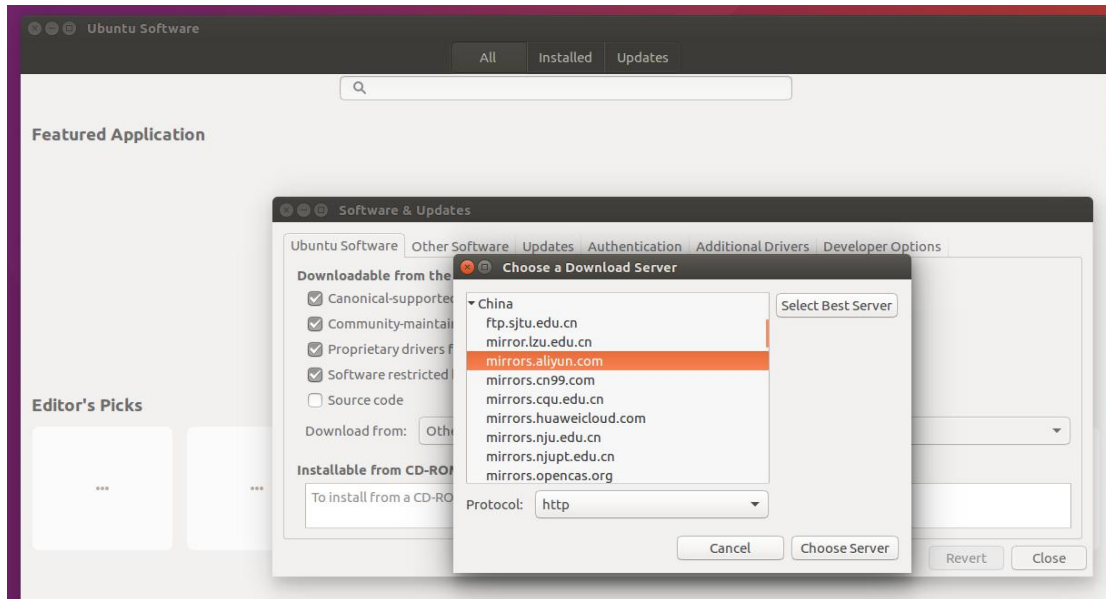 Ubuntu Software
All Installed Updates
Featured Application
Software & Updates
Ubuntu Software Other Software Updates Authentication Additional Drivers Developer Options
Choose a Download Server
Downloadable from the
Canonical-supported
Community-maintai
Proprietary drivers f
Software restricted
Source code
China
ftp.sjtu.edu.cn
mirror.lzu.edu.cn
mirrors.aliyun.com
mirrors.cn99.com
mirrors.cqu.edu.cn
mirrors.huaweicloud.com
mirrors.nju.edu.cn
mirrors.njupt.edu.cn
mirrors.opencas.org
Select Best Server
Editor's Picks
... ...
Download from: Othe
Installable from CD-ROM
To install from a CD-RO
Protocol: http
Cancel Choose Server
Revert Close